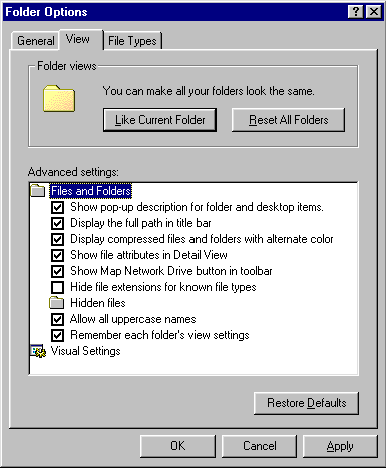 Folder Options
General View File Types
Folder views
You can make all your folders look the same.
Like Current Folder Reset All Folders
Advanced settings:
Files and Folders
Show pop-up description for folder and desktop items.
Display the full path in title bar
Display compressed files and folders with alternate color
Show file attributes in Detail View
Show Map Network Drive button in toolbar
Hide file extensions for known file types
Hidden files
Allow all uppercase names
Remember each folder's view settings
Visual Settings
Restore Defaults
OK Cancel Apply